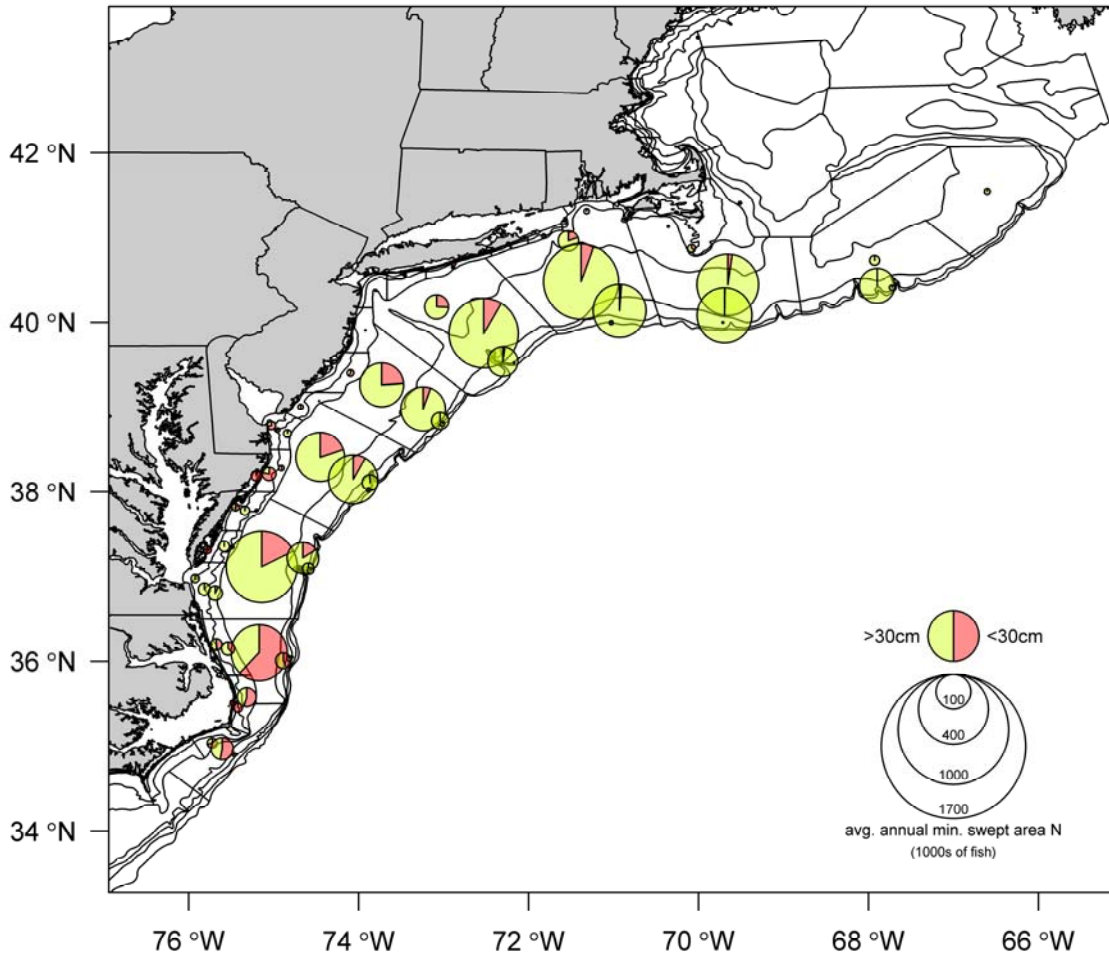 42 °N
40 °N
38 °N
36 °N
34 °N
>30cm <30cm
100
400
1000
1700
avg. annual min. swept area N
(1000s of fish)
76 °W 74 °W 72 °W 70 °W 68 °W 66 °W